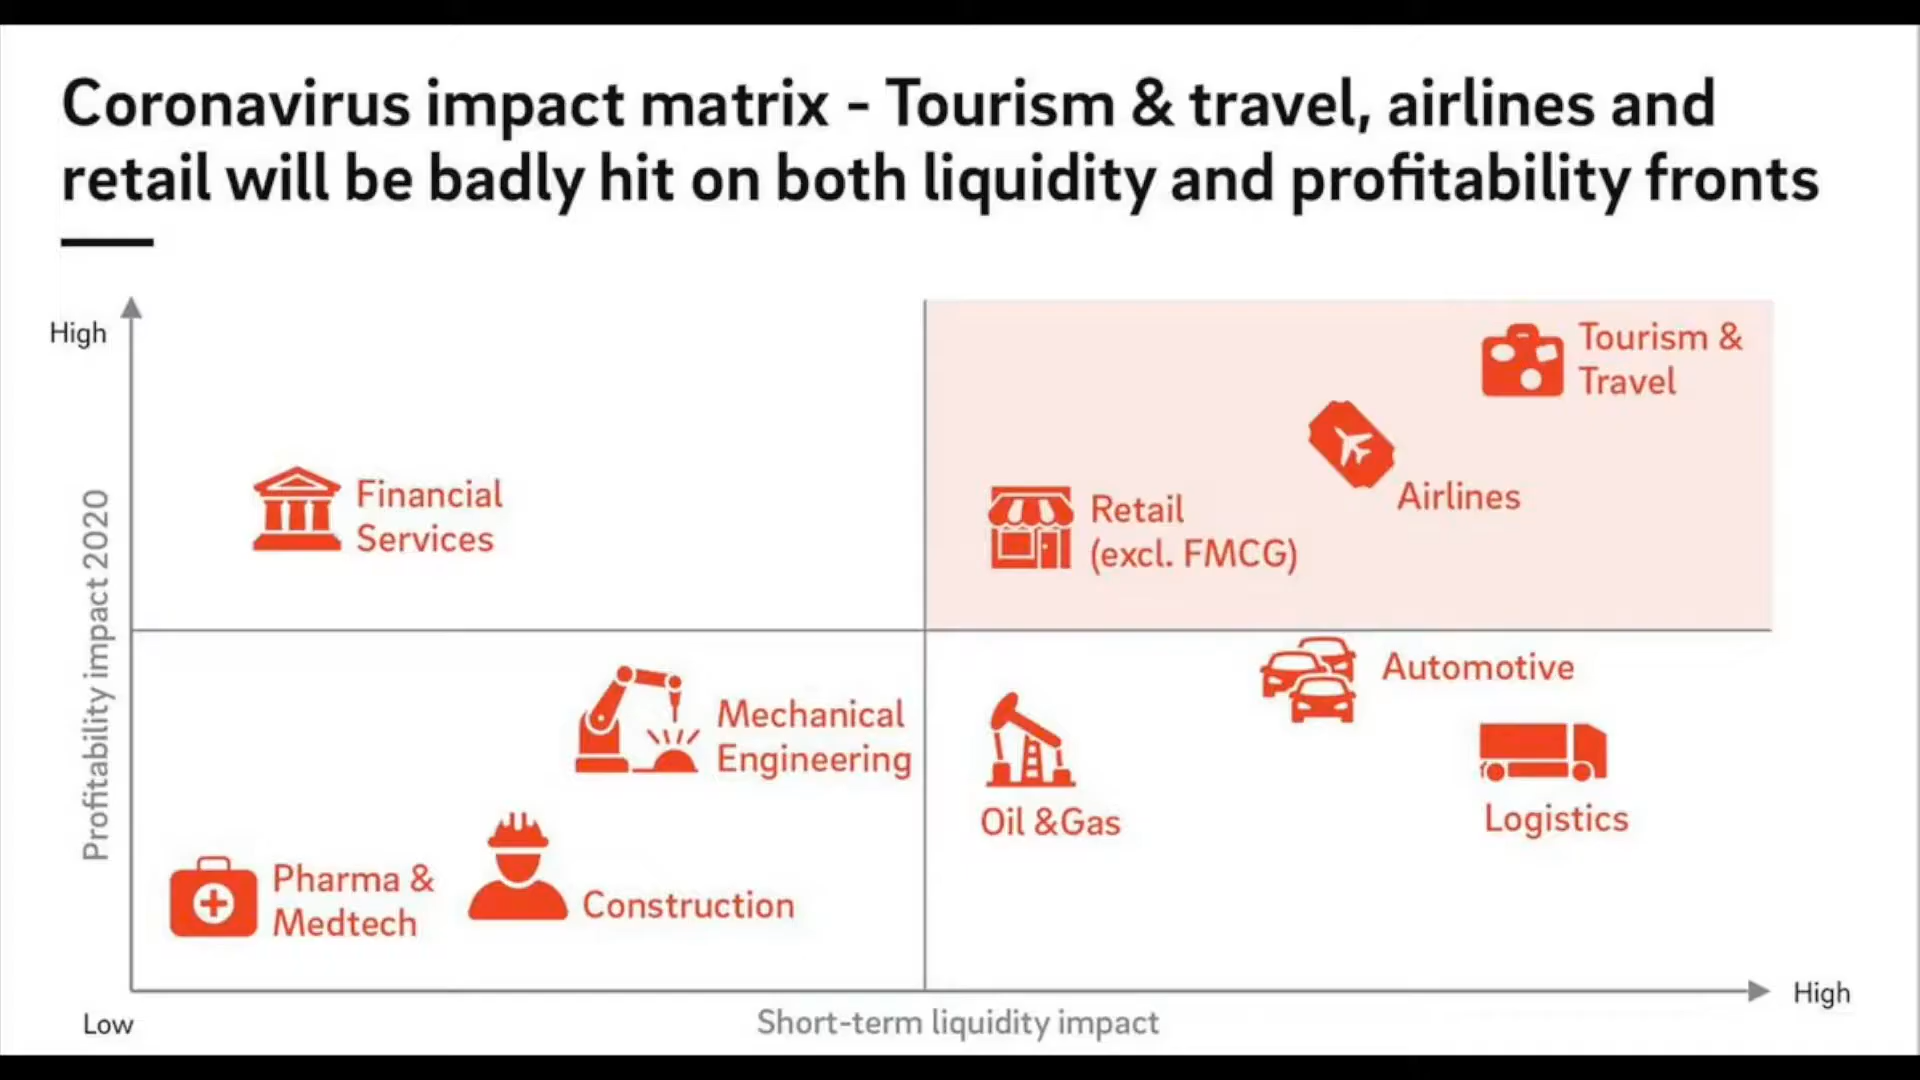 Coronavirus impact matrix - Tourism & travel, airlines and
retail will be badly hit on both liquidity and profitability fronts
High
Profitability impact 2020
Tourism &
Travel
Airlines
Financial
Services
Retail
(excl. FMCG)
Automotive
Mechanical
Engineering
Oil &Gas
Logistics
Pharma &
Medtech
Construction
Low
Short-term liquidity impact
High